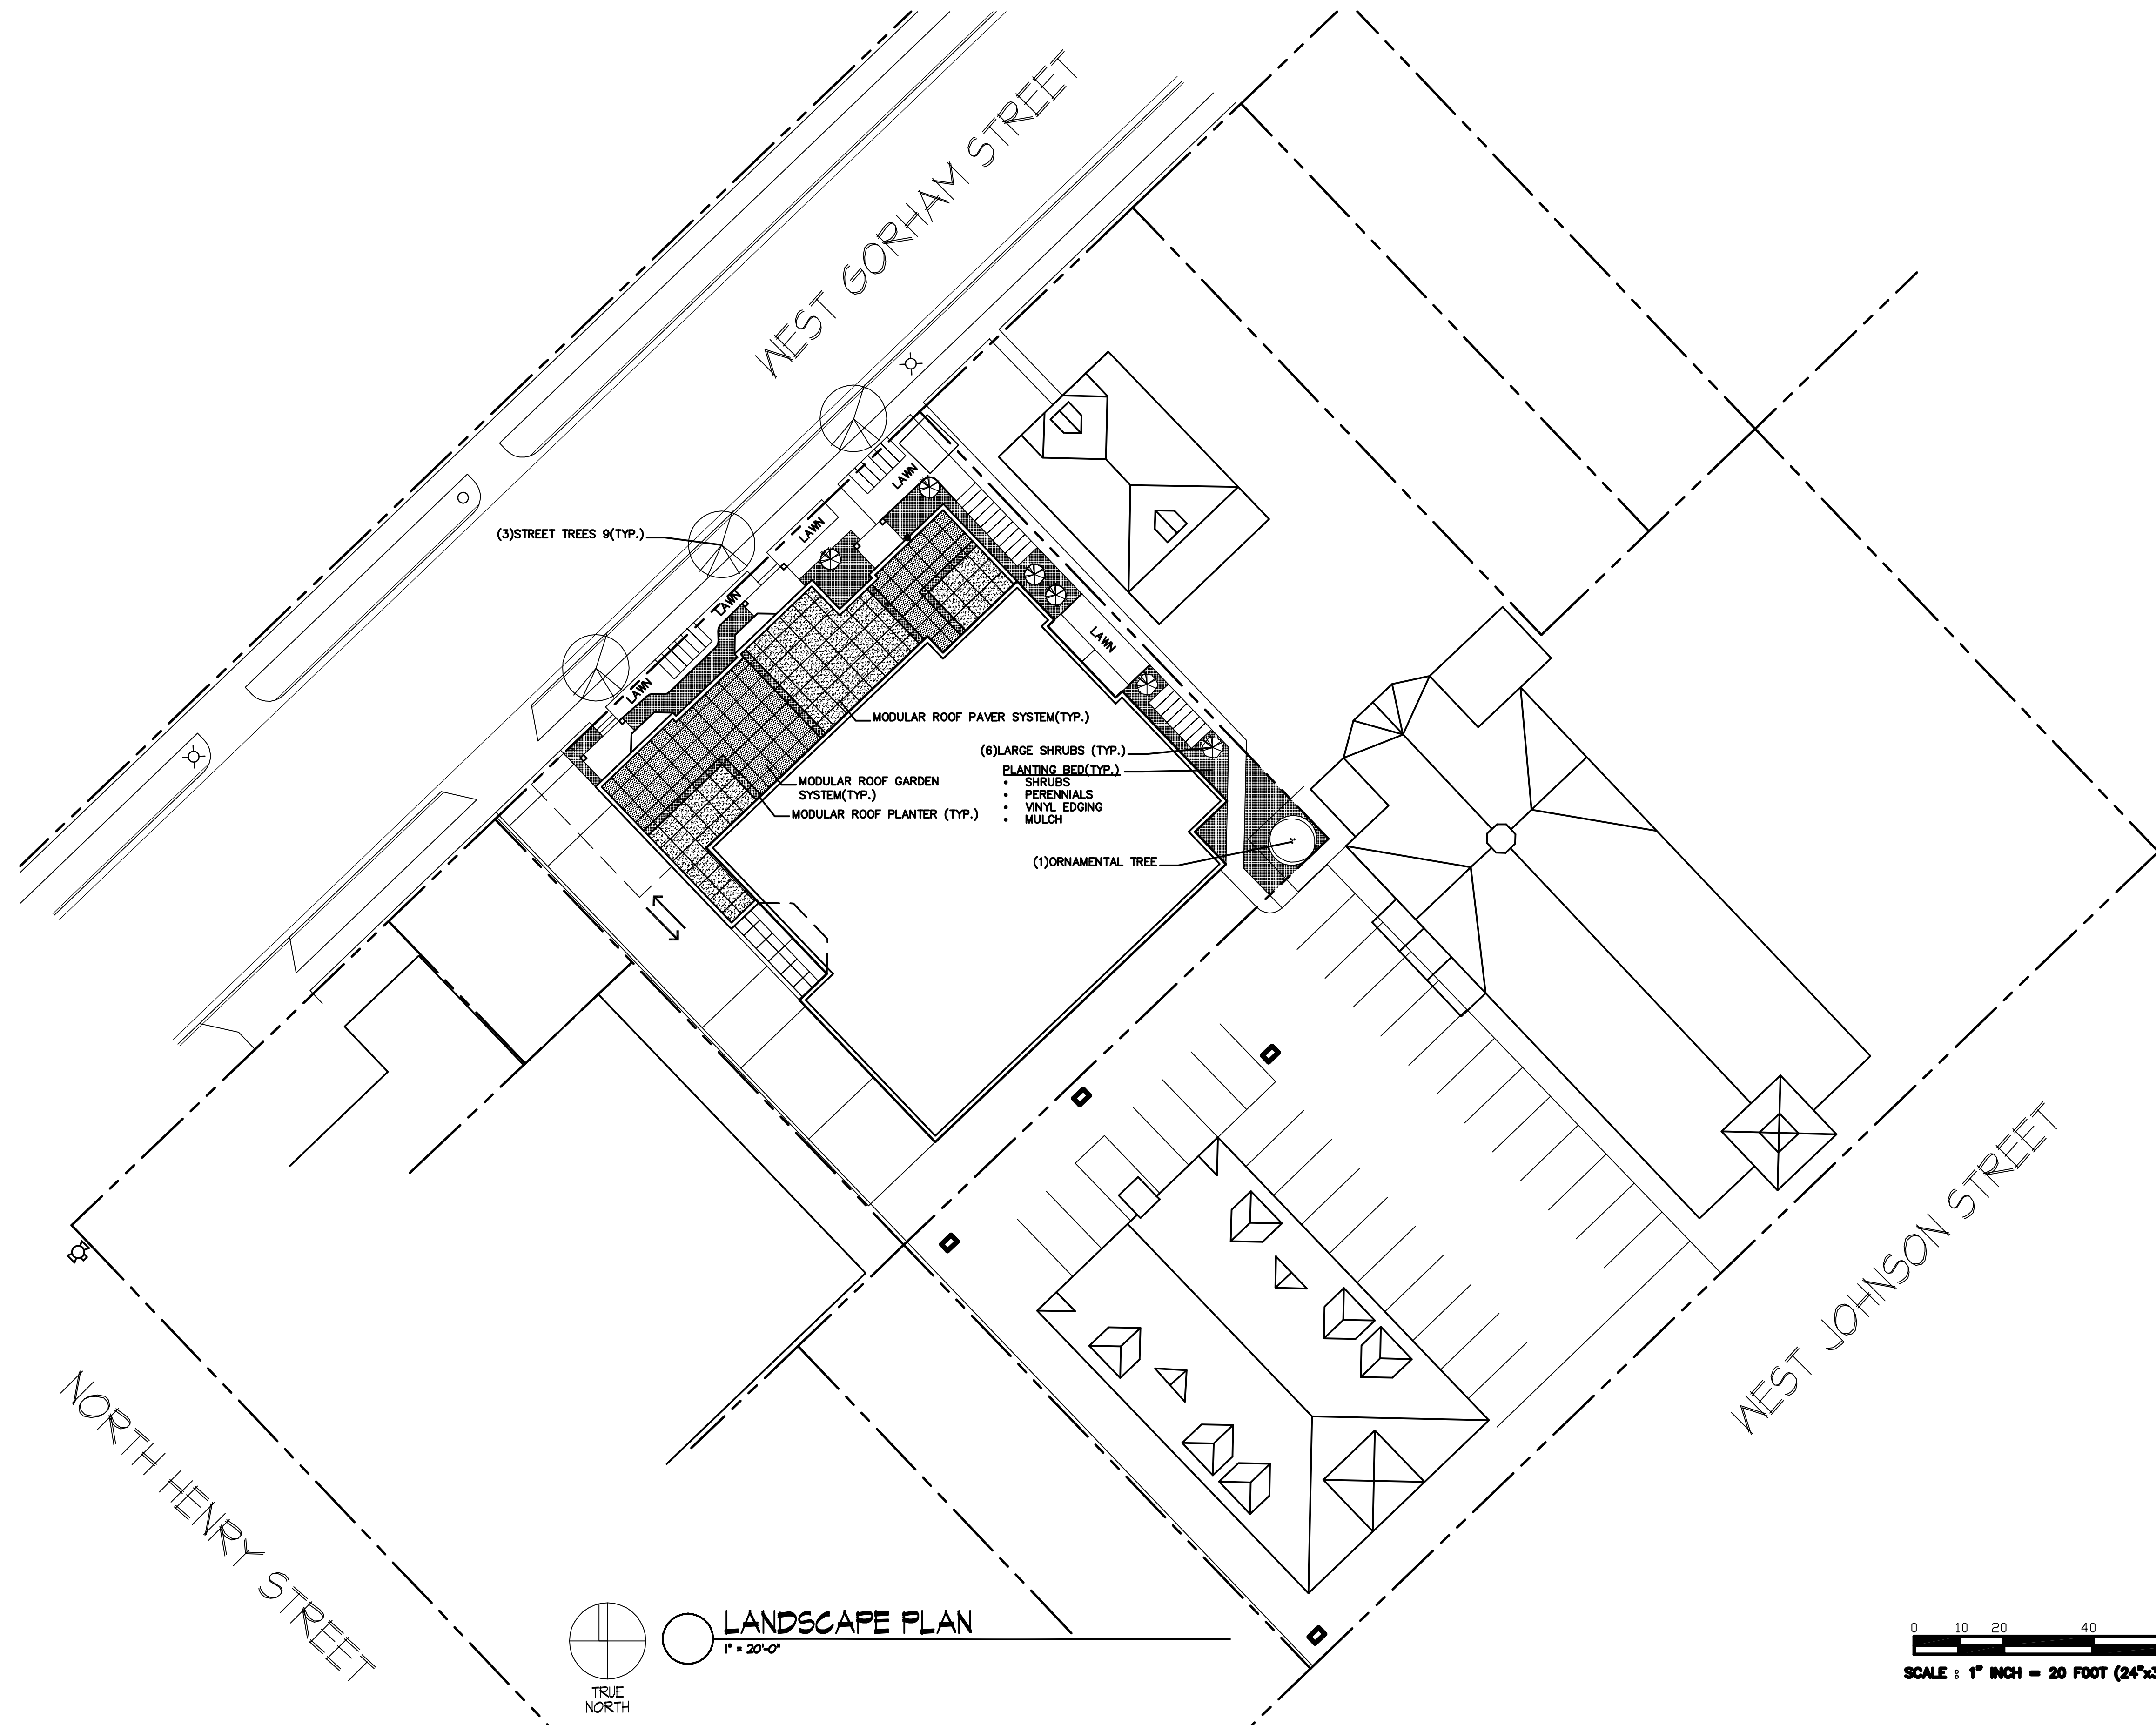 WEST GORHAM STREET
LAWN
(3)STREET TREES 9(TYP.)
LAWN
LAWN
LAWN
LAWN
MODULAR ROOF PAVER SYSTEM(TYP.)
(6)LARGE SHRUBS (TYP.)
PLANTING BED(TYP.)
• SHRUBS
• PERENNIALS
• VINYL EDGING
• MULCH
MODULAR ROOF GARDEN
SYSTEM(TYP.)
MODULAR ROOF PLANTER (TYP.)
(1)ORNAMENTAL TREE
WEST JOHNSON STREET
NORTH HENRY STREET
LANDSCAPE PLAN
1" = 20'-0"
TRUE
NORTH
0 10 20 40
SCALE : 1" INCH = 20 FOOT (24"x